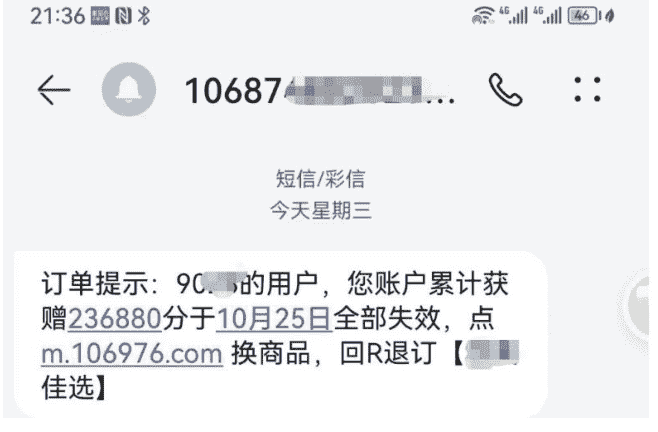 21:36 4G 4G 46
10687 ...
短信/彩信
今天星期三
订单提示：90 的用户，您账户累计获
赠236880分于10月25日全部失效，点
m.106976.com 换商品，回R退订【
佳选】